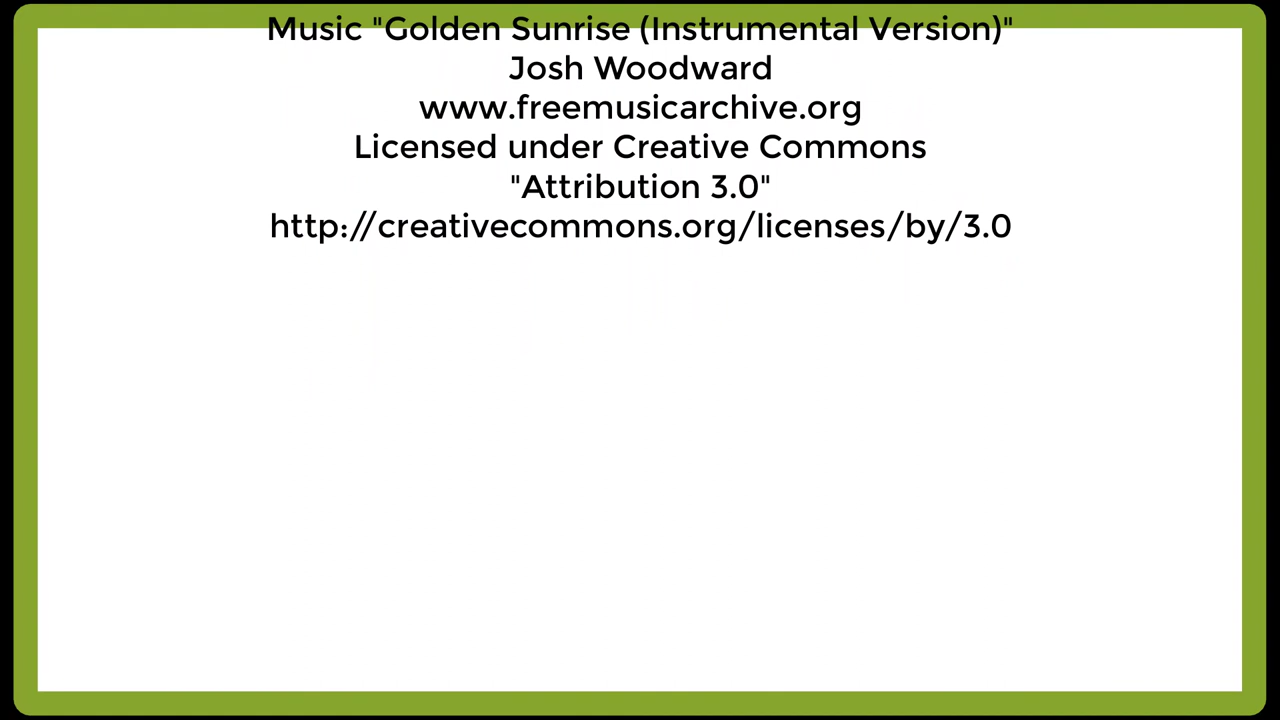 Music "Golden Sunrise (Instrumental Version)"
Josh Woodward
www.freemusicarchive.org
Licensed under Creative Commons
"Attribution 3.0"
http://creativecommons.org/licenses/by/3.0